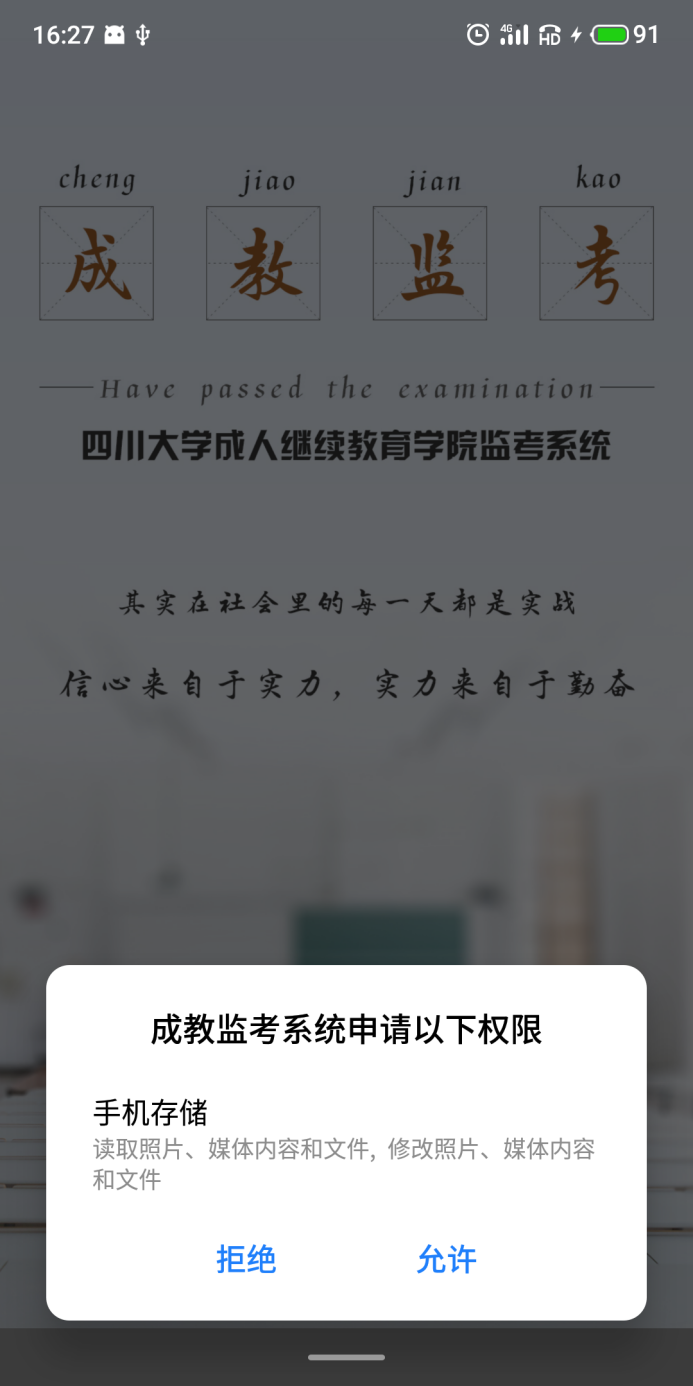 16:27 4G HD 91
cheng jiao jian kao
成 教 监 考
Have passed the examination
四川大学成人继续教育学院监考系统
其实在社会里的每一天都是实战
信心来自于实力，实力来自于勤奋
成教监考系统申请以下权限
手机存储
读取照片、媒体内容和文件, 修改照片、媒体内容
和文件
拒绝 允许